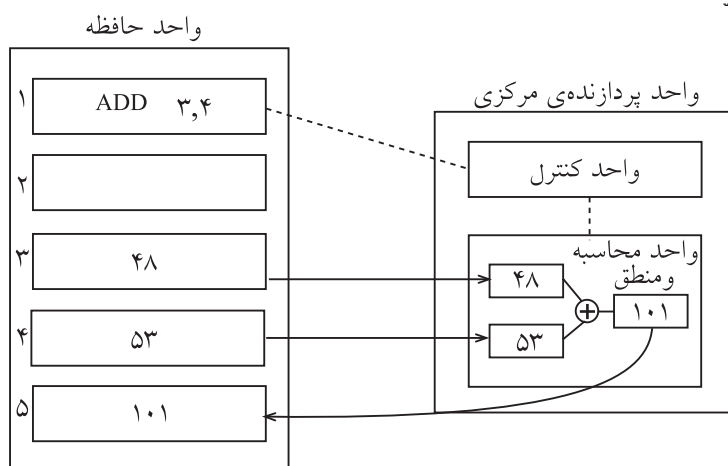 واحد حافظه
۱ ADD ۳,۴
۲
۳ ۴۸
۴ ۵۳
۵ ۱۰۱
واحد پردازنده‌ی مرکزی
واحد کنترل
واحد محاسبه
ومنطق
۴۸
۵۳
+
۱۰۱